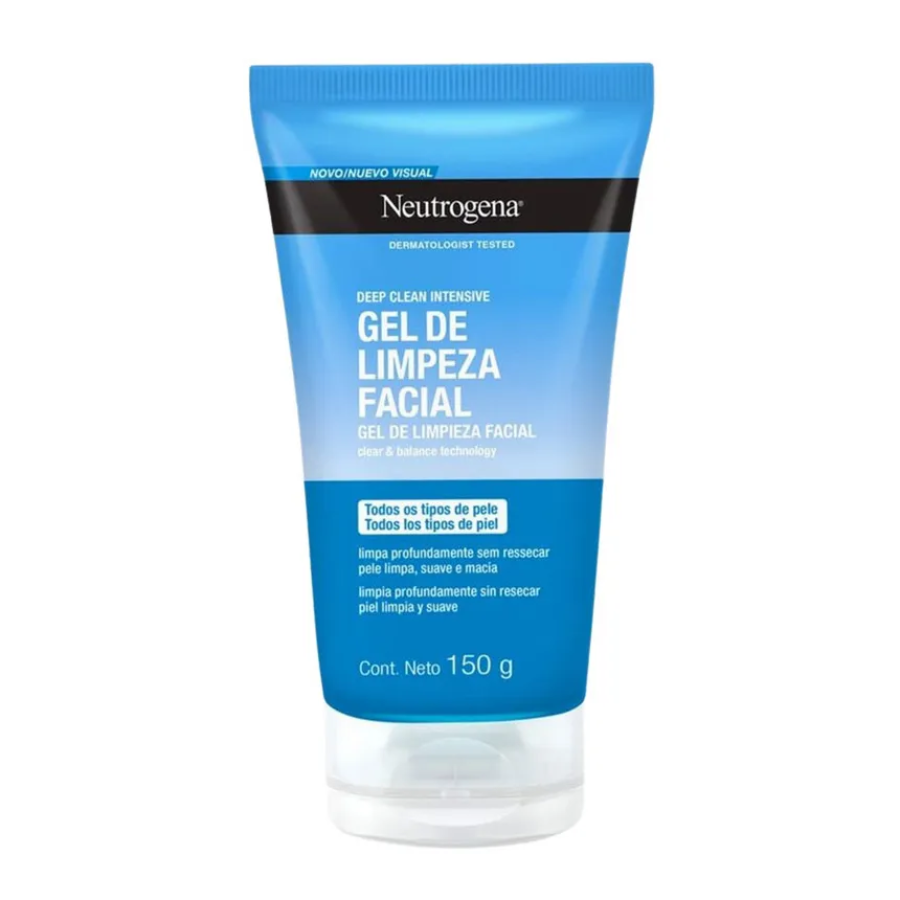 NOVO/NUEVO VISUAL
Neutrogena®
DERMATOLOGIST TESTED
DEEP CLEAN INTENSIVE
GEL DE
LIMPEZA
FACIAL
GEL DE LIMPIEZA FACIAL
clear & balance technology
Todos os tipos de pele
Todos los tipos de piel
limpa profundamente sem ressecar
pele limpa, suave e macia
limpia profundamente sin resecar
piel limpia y suave
Cont. Neto 150 g